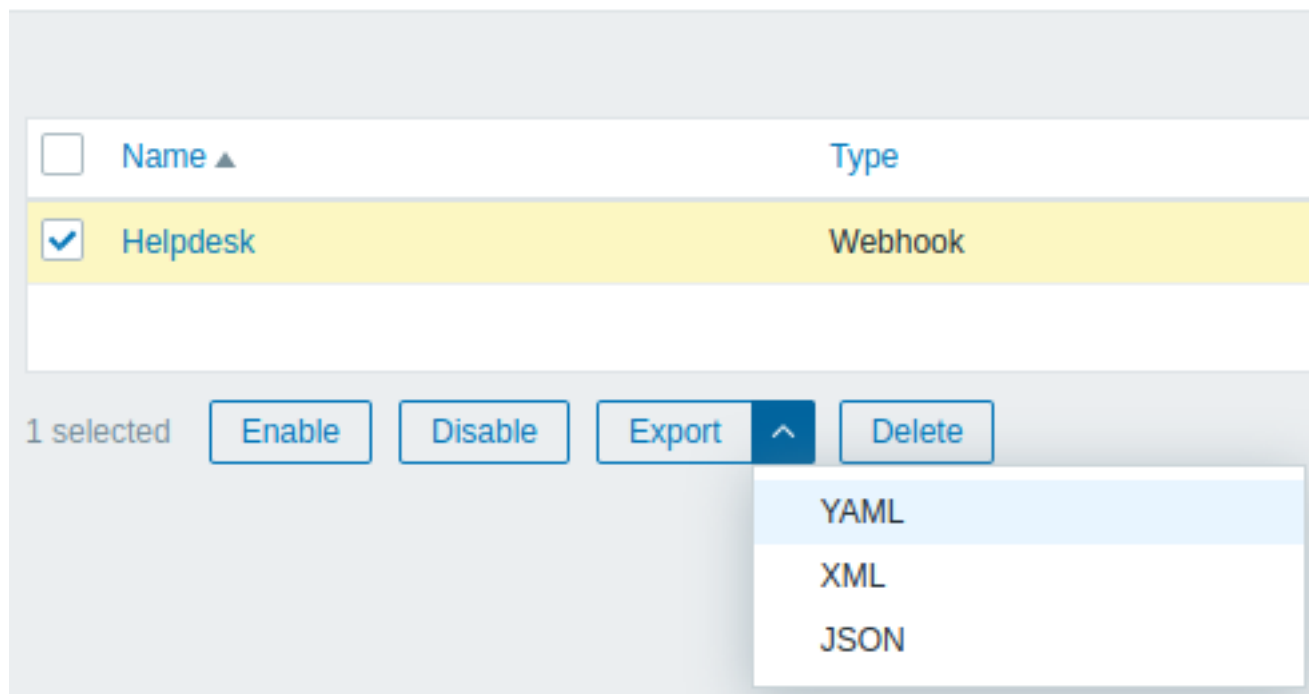 Name Type
Helpdesk Webhook
1 selected Enable Disable Export Delete
YAML
XML
JSON